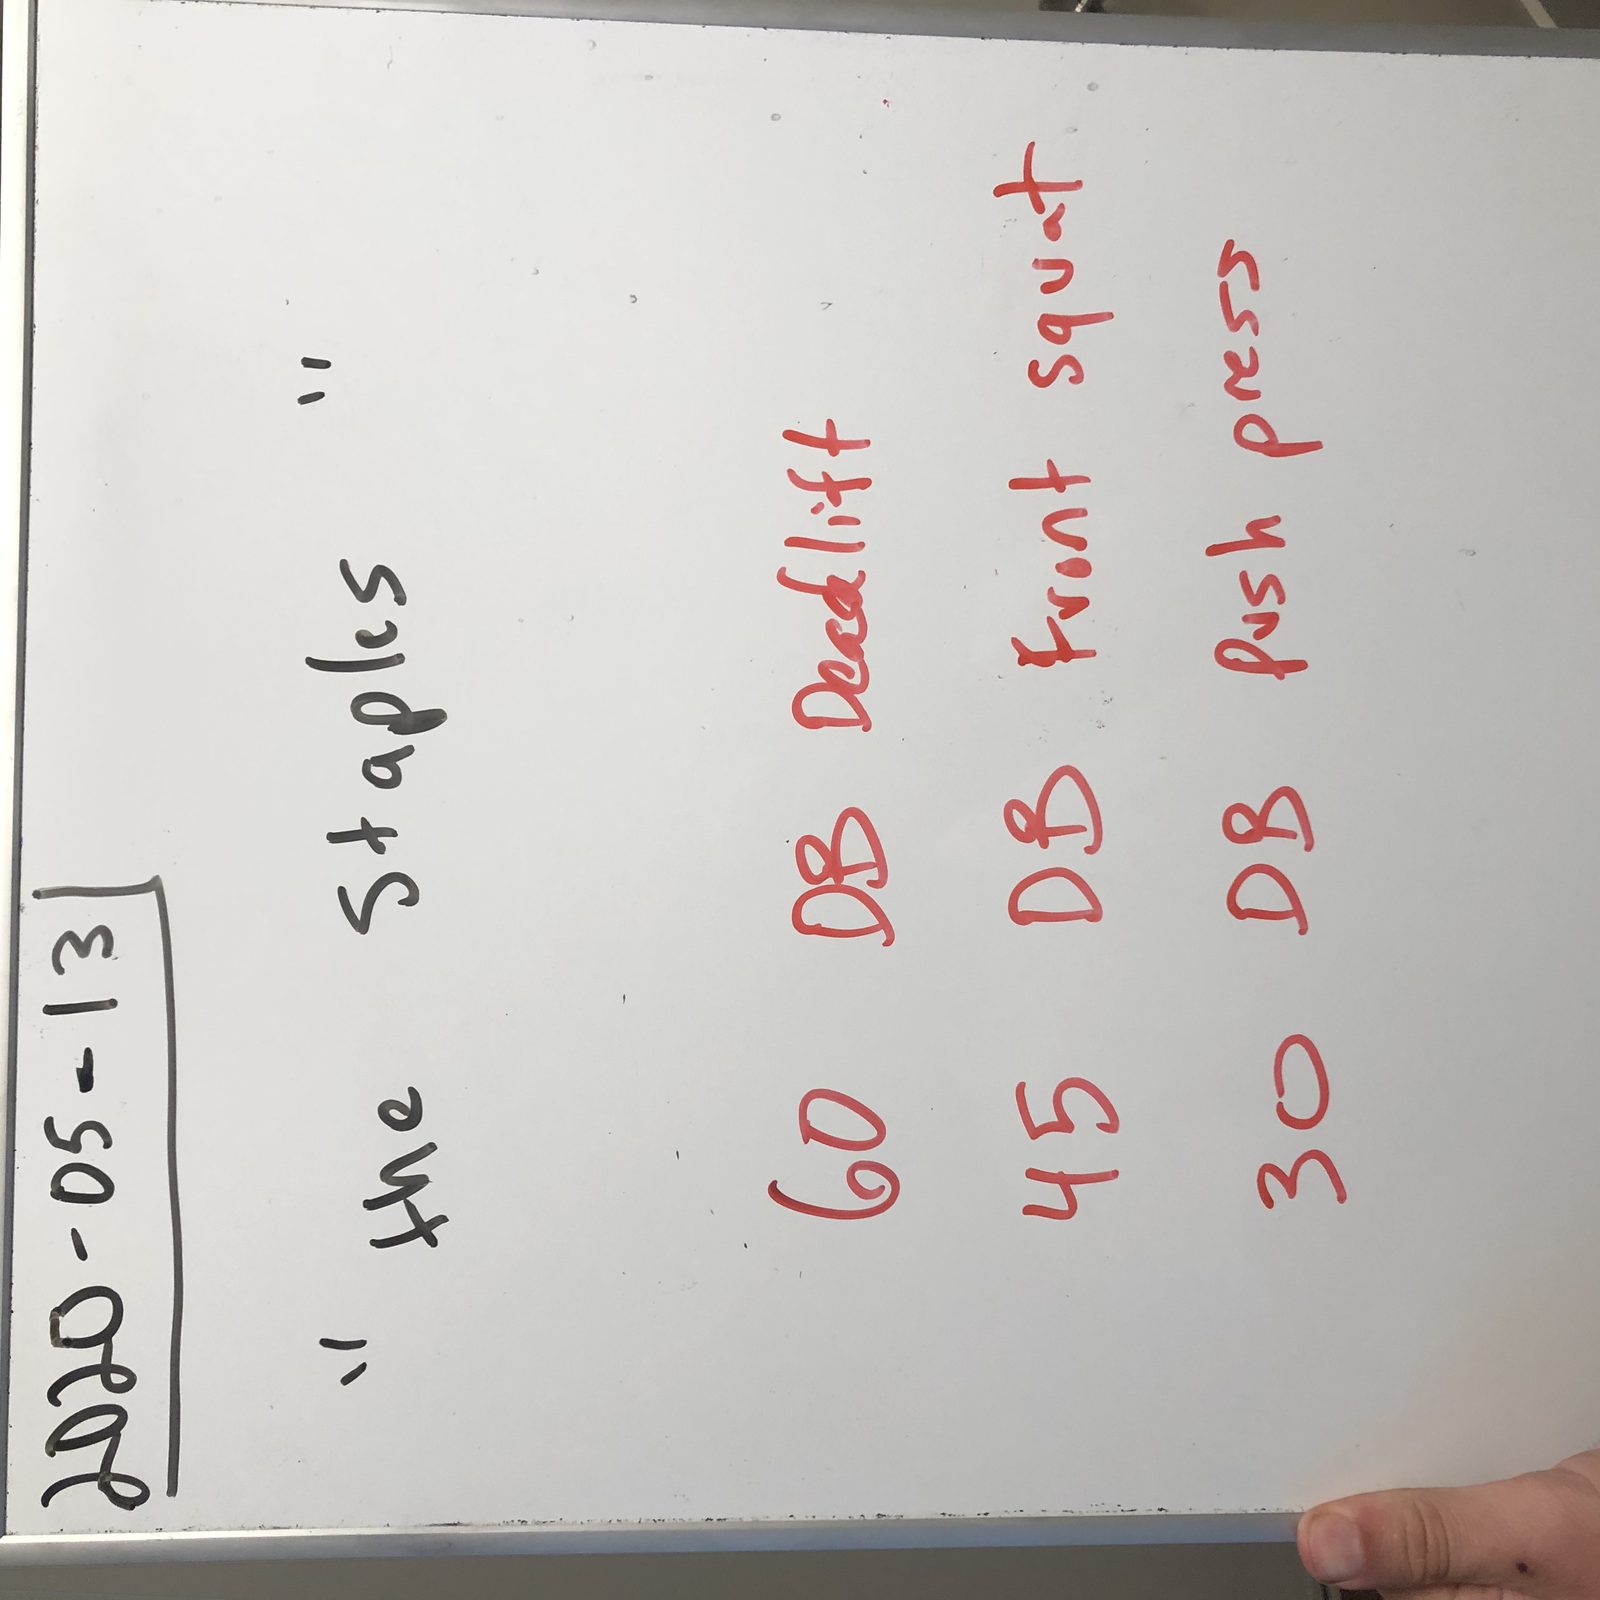 2020-05-13
"the Staples"
60 DB Deadlift
45 DB Front squat
30 DB Push press